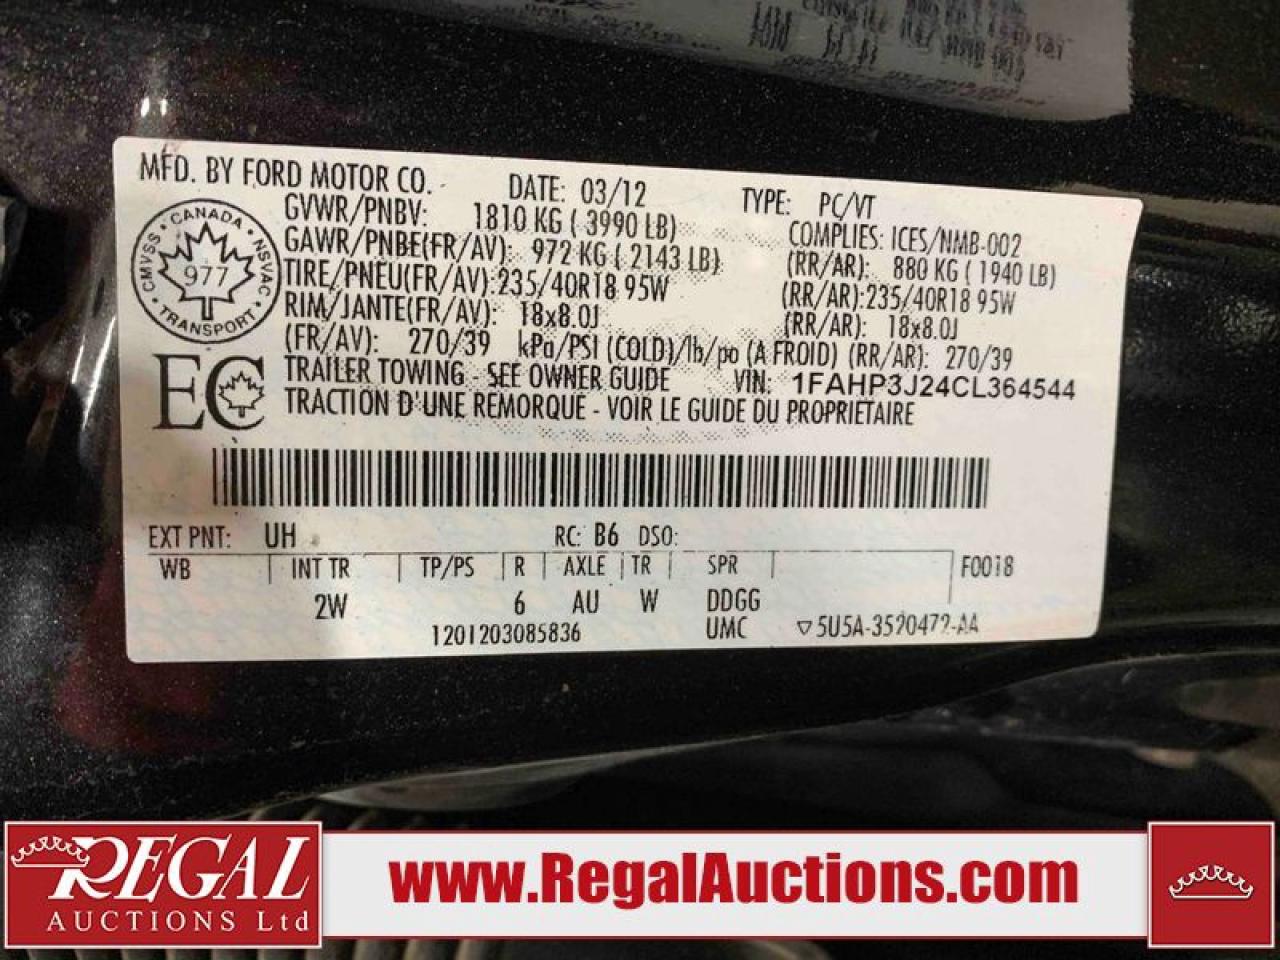 MFD. BY FORD MOTOR CO. DATE: 03/12 TYPE: PC/VT
GVWR/PNBV: 1810 KG ( 3990 LB) COMPLIES: ICES/NMB-002
GAWR/PNBE(FR/AV): 972 KG ( 2143 LB) (RR/AR): 880 KG ( 1940 LB)
TIRE/PNEU(FR/AV): 235/40R18 95W (RR/AR): 235/40R18 95W
RIM/JANTE(FR/AV): 18x8.0J (RR/AR): 18x8.0J
(FR/AV): 270/39 kPa/PSI (COLD)/lb/po (A FROID) (RR/AR): 270/39
TRAILER TOWING - SEE OWNER GUIDE VIN: 1FAHP3J24CL364544
TRACTION D'UNE REMORQUE - VOIR LE GUIDE DU PROPRIÉTAIRE
CANADA
CMVSS 977 NSVAC
TRANSPORT
EC
EXT PNT: UH RC: B6 DSO:
WB INT TR TP/PS R AXLE TR SPR F0018
2W 6 AU W DDGG
1201203085836 UMC ▽5U5A-3520472-AA
REGAL
AUCTIONS Ltd
www.RegalAuctions.com